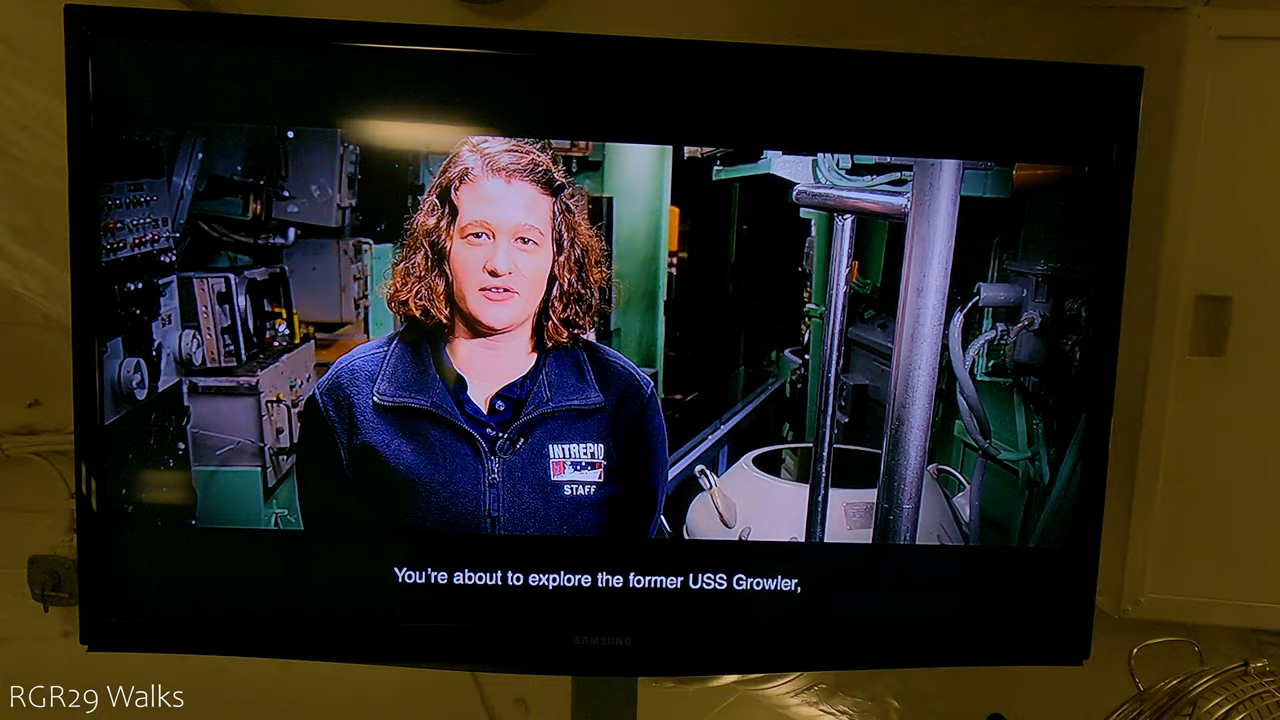 INTREPID
STAFF
You're about to explore the former USS Growler,
SAMSUNG
RGR29 Walks